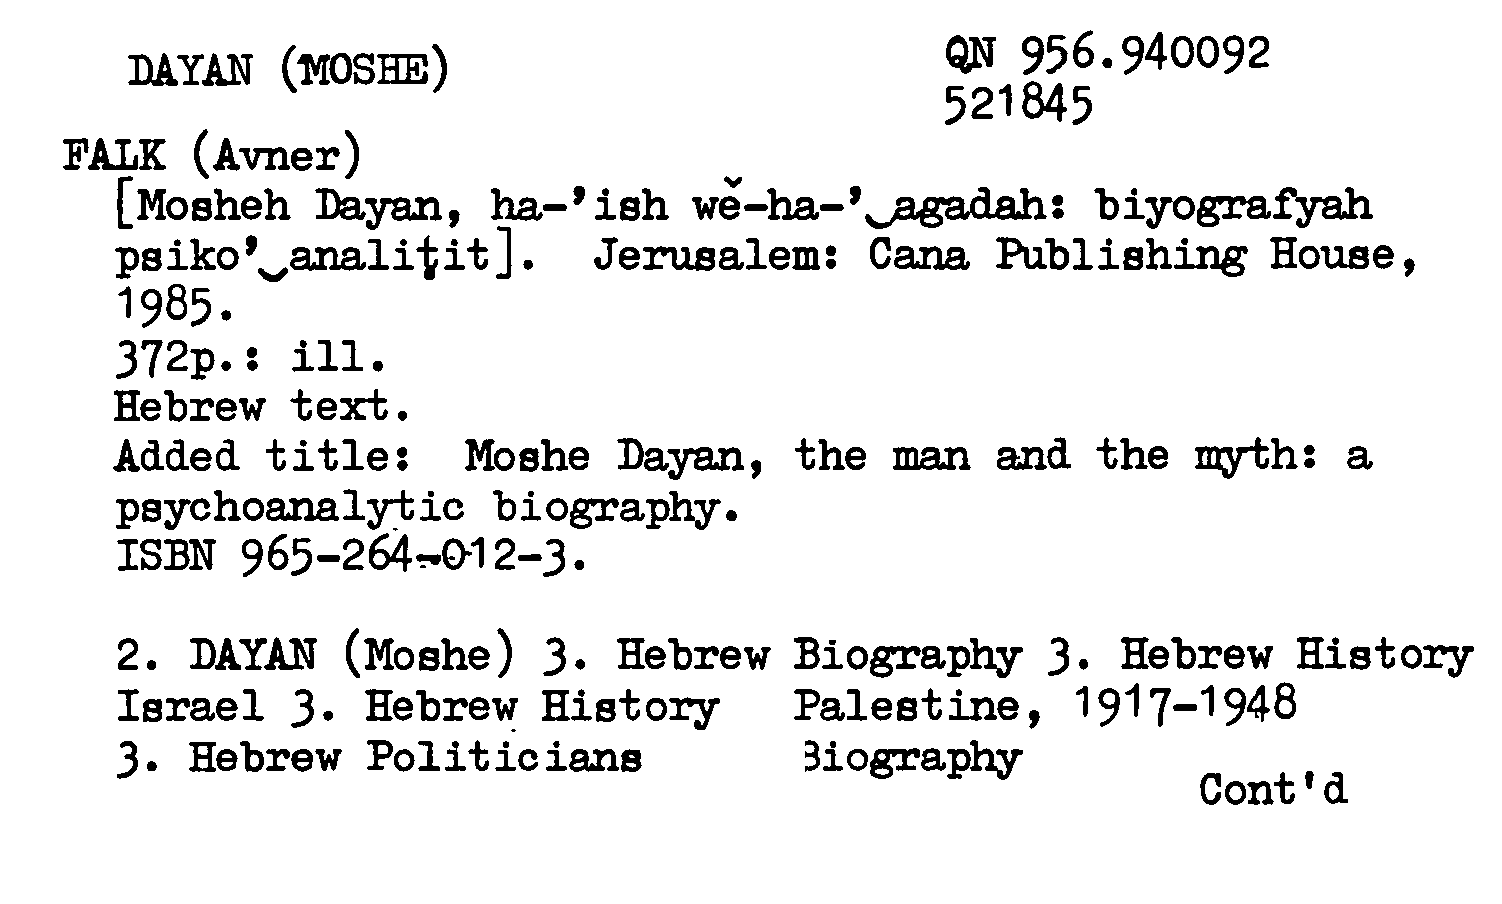 DAYAN (MOSHE)
QN 956.940092
521845
FALK (Avner)
[Mosheh Dayan, ha-'ish wě-ha-'‿agadah: biyografyah
psiko'‿analiṭit].  Jerusalem: Cana Publishing House,
1985.
372p.: ill.
Hebrew text.
Added title:  Moshe Dayan, the man and the myth: a
psychoanalytic biography.
ISBN 965-264-012-3.
2. DAYAN (Moshe) 3. Hebrew Biography 3. Hebrew History
Israel 3. Hebrew History   Palestine, 1917-1948
3. Hebrew Politicians   Biography
Cont'd